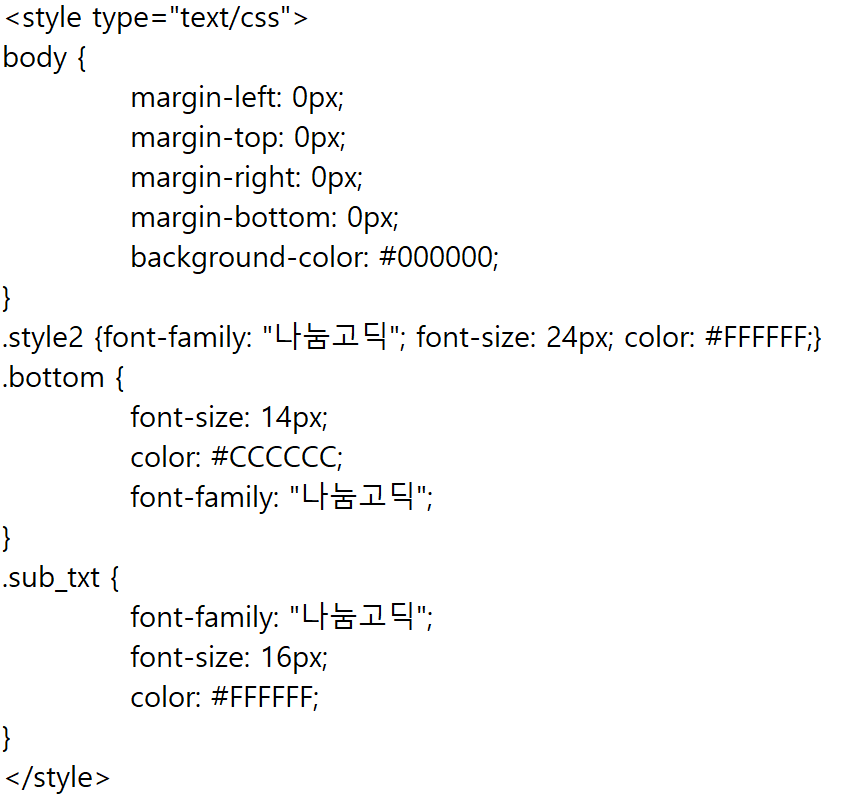 <style type="text/css">
body {
margin-left: 0px;
margin-top: 0px;
margin-right: 0px;
margin-bottom: 0px;
background-color: #000000;
}
.style2 {font-family: "나눔고딕"; font-size: 24px; color: #FFFFFF;}
.bottom {
font-size: 14px;
color: #CCCCCC;
font-family: "나눔고딕";
}
.sub_txt {
font-family: "나눔고딕";
font-size: 16px;
color: #FFFFFF;
}
</style>